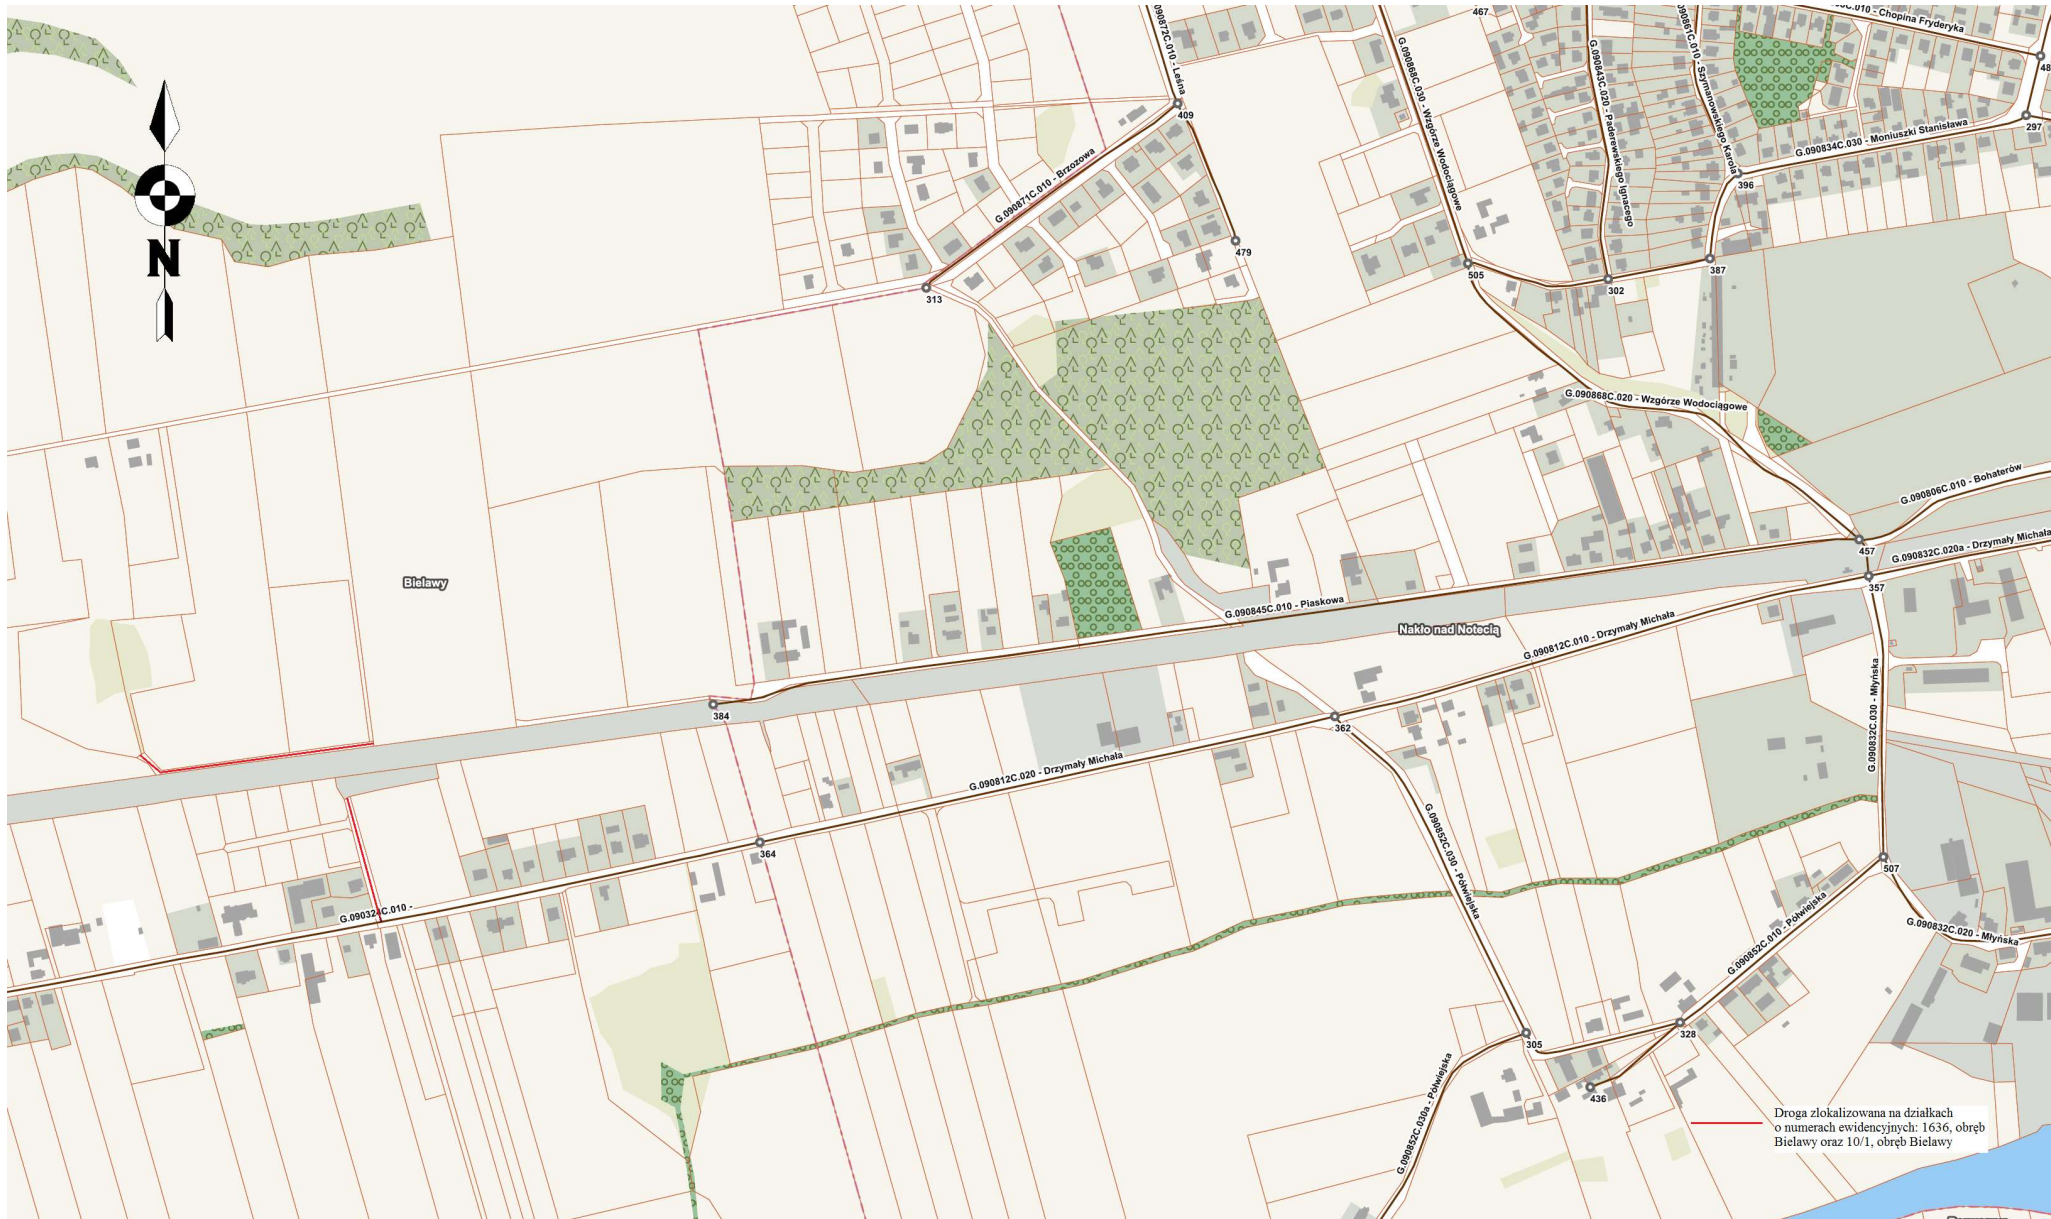 467
G.090872C.010 - Leśna
G.090868C.030 - Wzgórze Wodociągowe
G.090843C.020 - Paderewskiego Ignacego
G.090861C.010 - Szymanowskiego Karola
C.010 - Chopina Fryderyka
48
297
409
G.090834C.030 - Moniuszki Stanisława
396
G.090871C.010 - Brzozowa
N
479
505
387
302
313
G.090868C.020 - Wzgórze Wodociągowe
G.090806C.010 - Bohaterów
457
G.090832C.020a - Drzymały Michała
357
Bielawy
G.090845C.010 - Piaskowa
Nakło nad Notecią
G.090812C.010 - Drzymały Michała
G.090832C.030 - Młyńska
384
362
G.090812C.020 - Drzymały Michała
G.090852C.030 - Półwiejska
364
507
G.090324C.010 -
G.090852C.010 - Półwiejska
G.090832C.020 - Młyńska
328
305
436
G.090852C.030a - Półwiejska
Droga zlokalizowana na działkach
o numerach ewidencyjnych: 1636, obręb
Bielawy oraz 10/1, obręb Bielawy